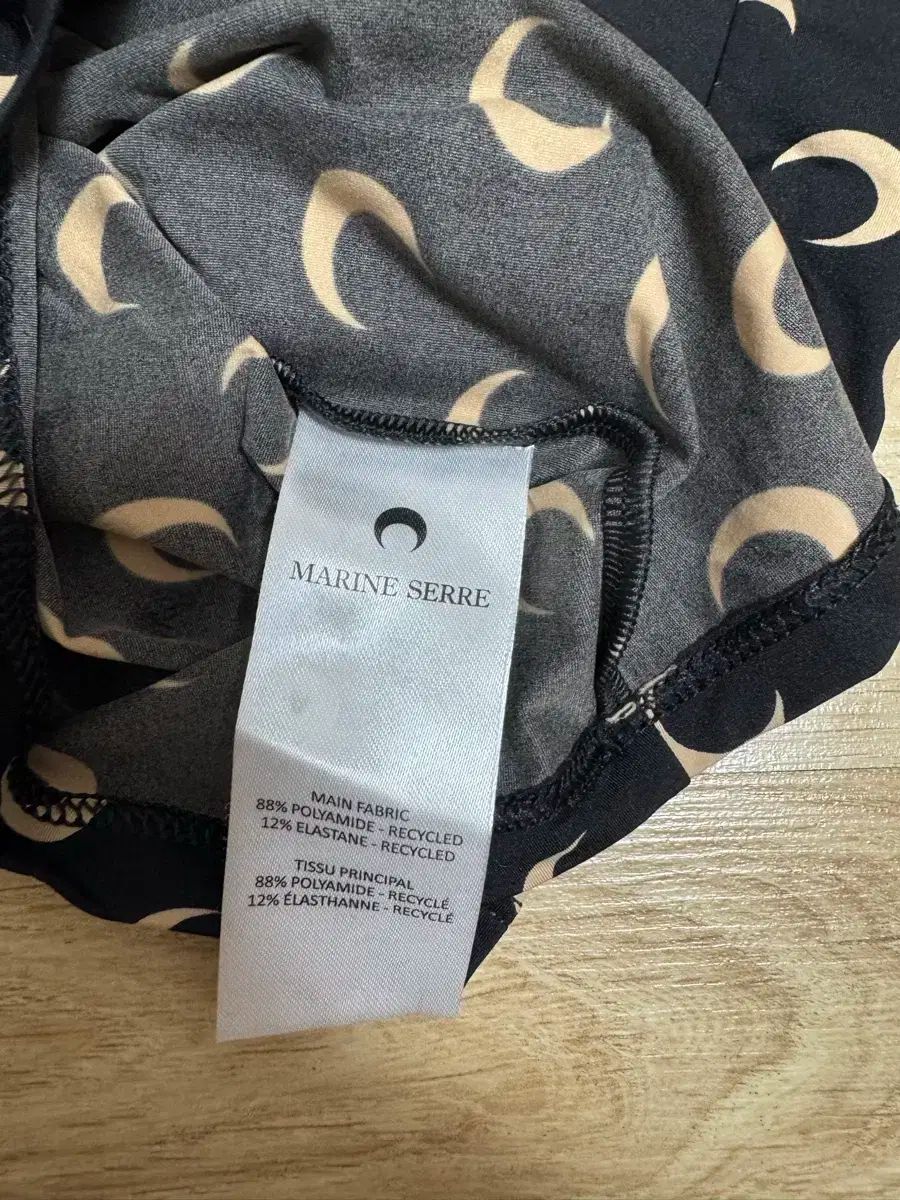 MARINE SERRE
MAIN FABRIC
88% POLYAMIDE - RECYCLED
12% ELASTANE - RECYCLED
TISSU PRINCIPAL
88% POLYAMIDE - RECYCLÉ
12% ÉLASTHANNE - RECYCLÉ